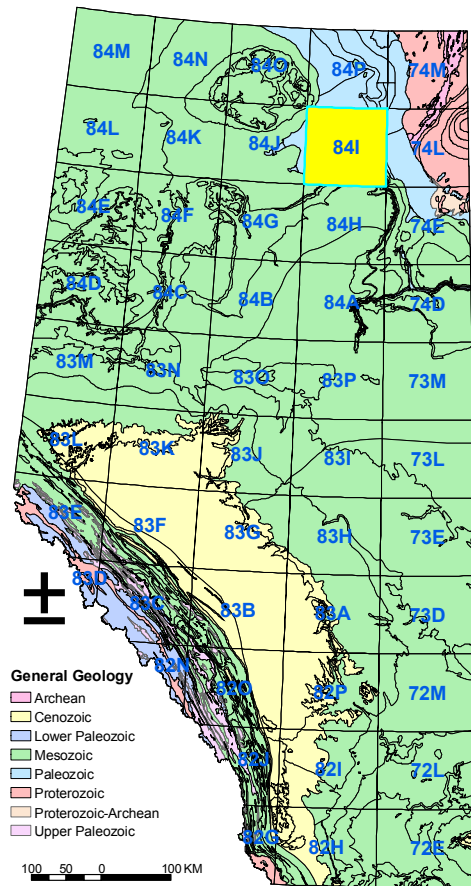 84M 84N 84O 84P 74M
84L 84K 84J 84I 74L
84E 84F 84G 84H 74E
84D 84C 84B 84A 74D
83M 83N 83O 83P 73M
83L 83K 83J 83I 73L
83E 83F 83G 83H 73E
83D 83C 83B 83A 73D
82N 82O 82P 72M
82J 82I 72L
82G 82H 72E
General Geology
Archean
Cenozoic
Lower Paleozoic
Mesozoic
Paleozoic
Proterozoic
Proterozoic-Archean
Upper Paleozoic
100 50 0 100 KM